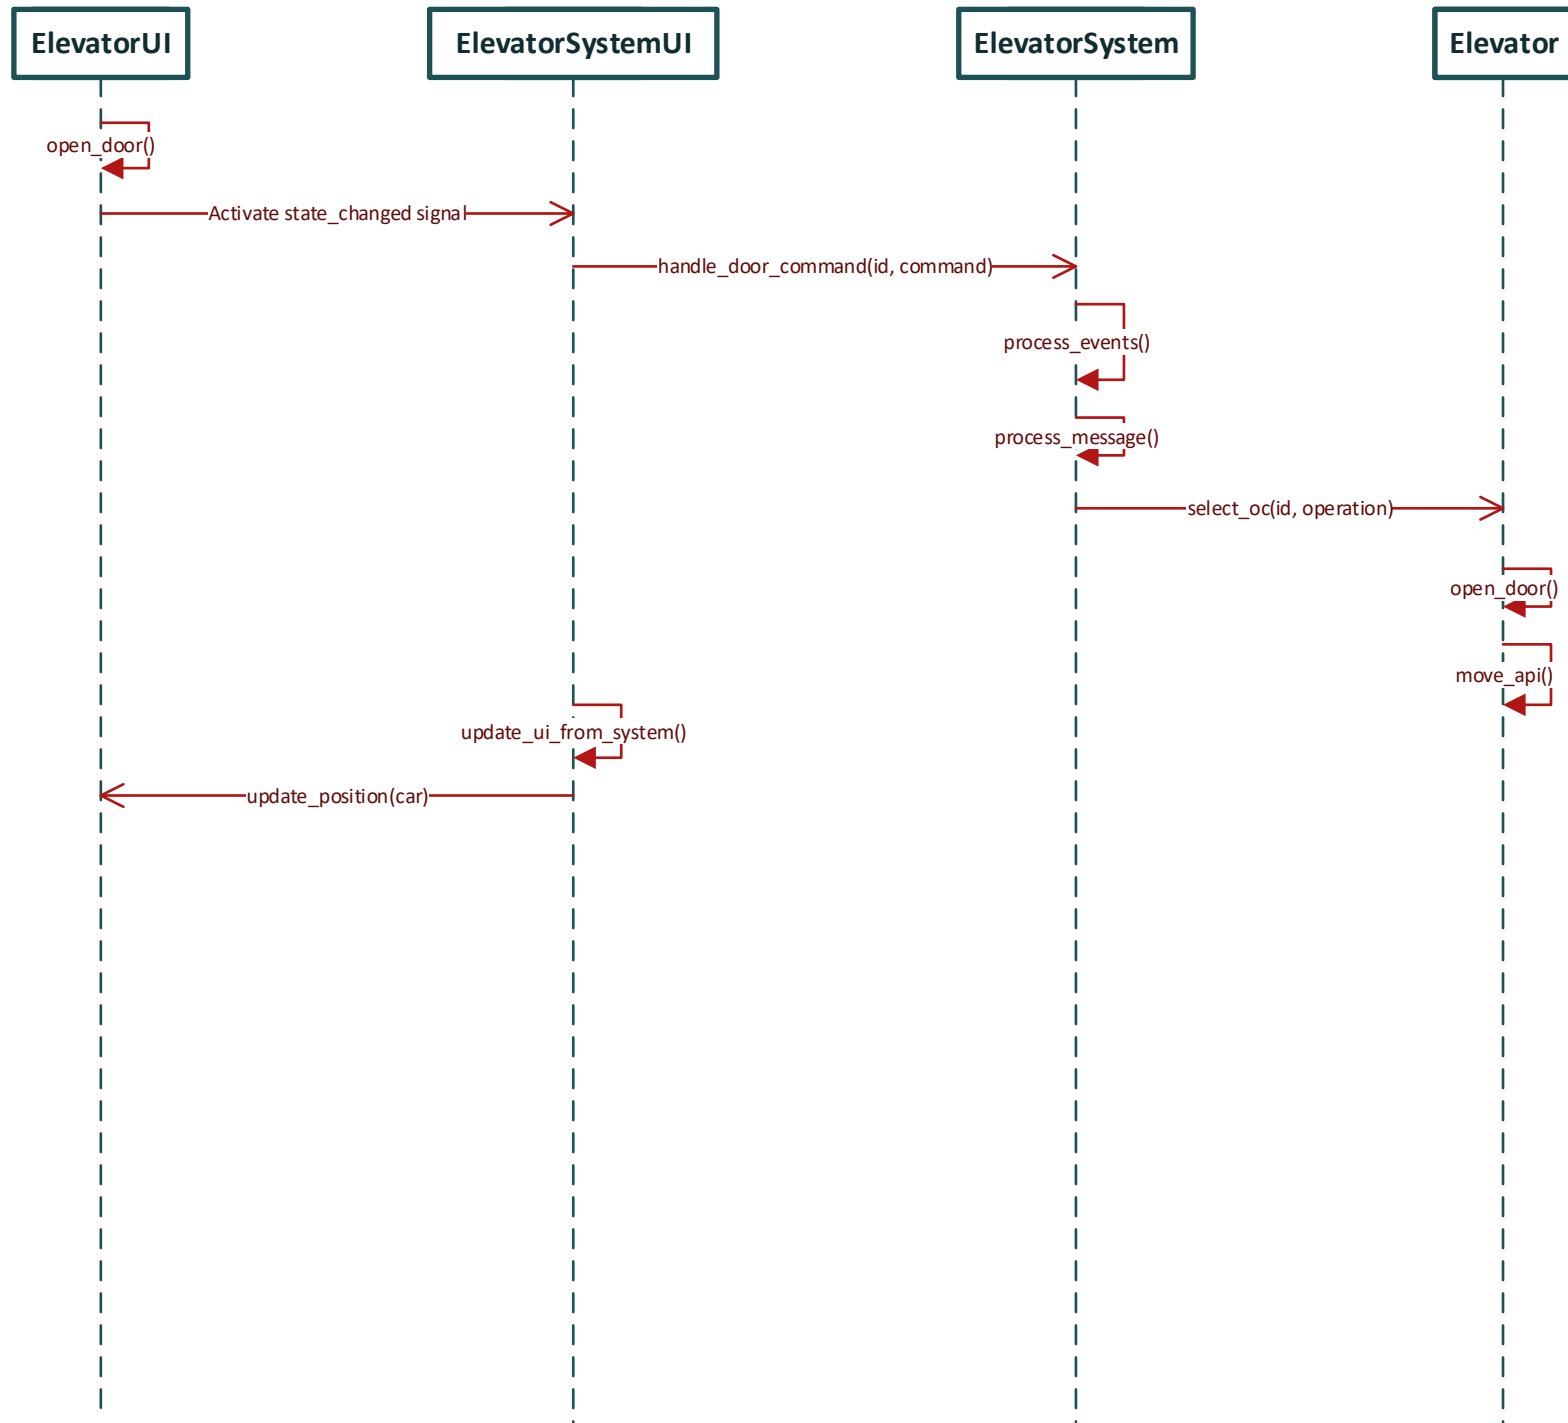 ElevatorUI
ElevatorSystemUI
ElevatorSystem
Elevator
open_door()
Activate state_changed signal
handle_door_command(id, command)
process_events()
process_message()
select_oc(id, operation)
open_door()
move_api()
update_ui_from_system()
update_position(car)